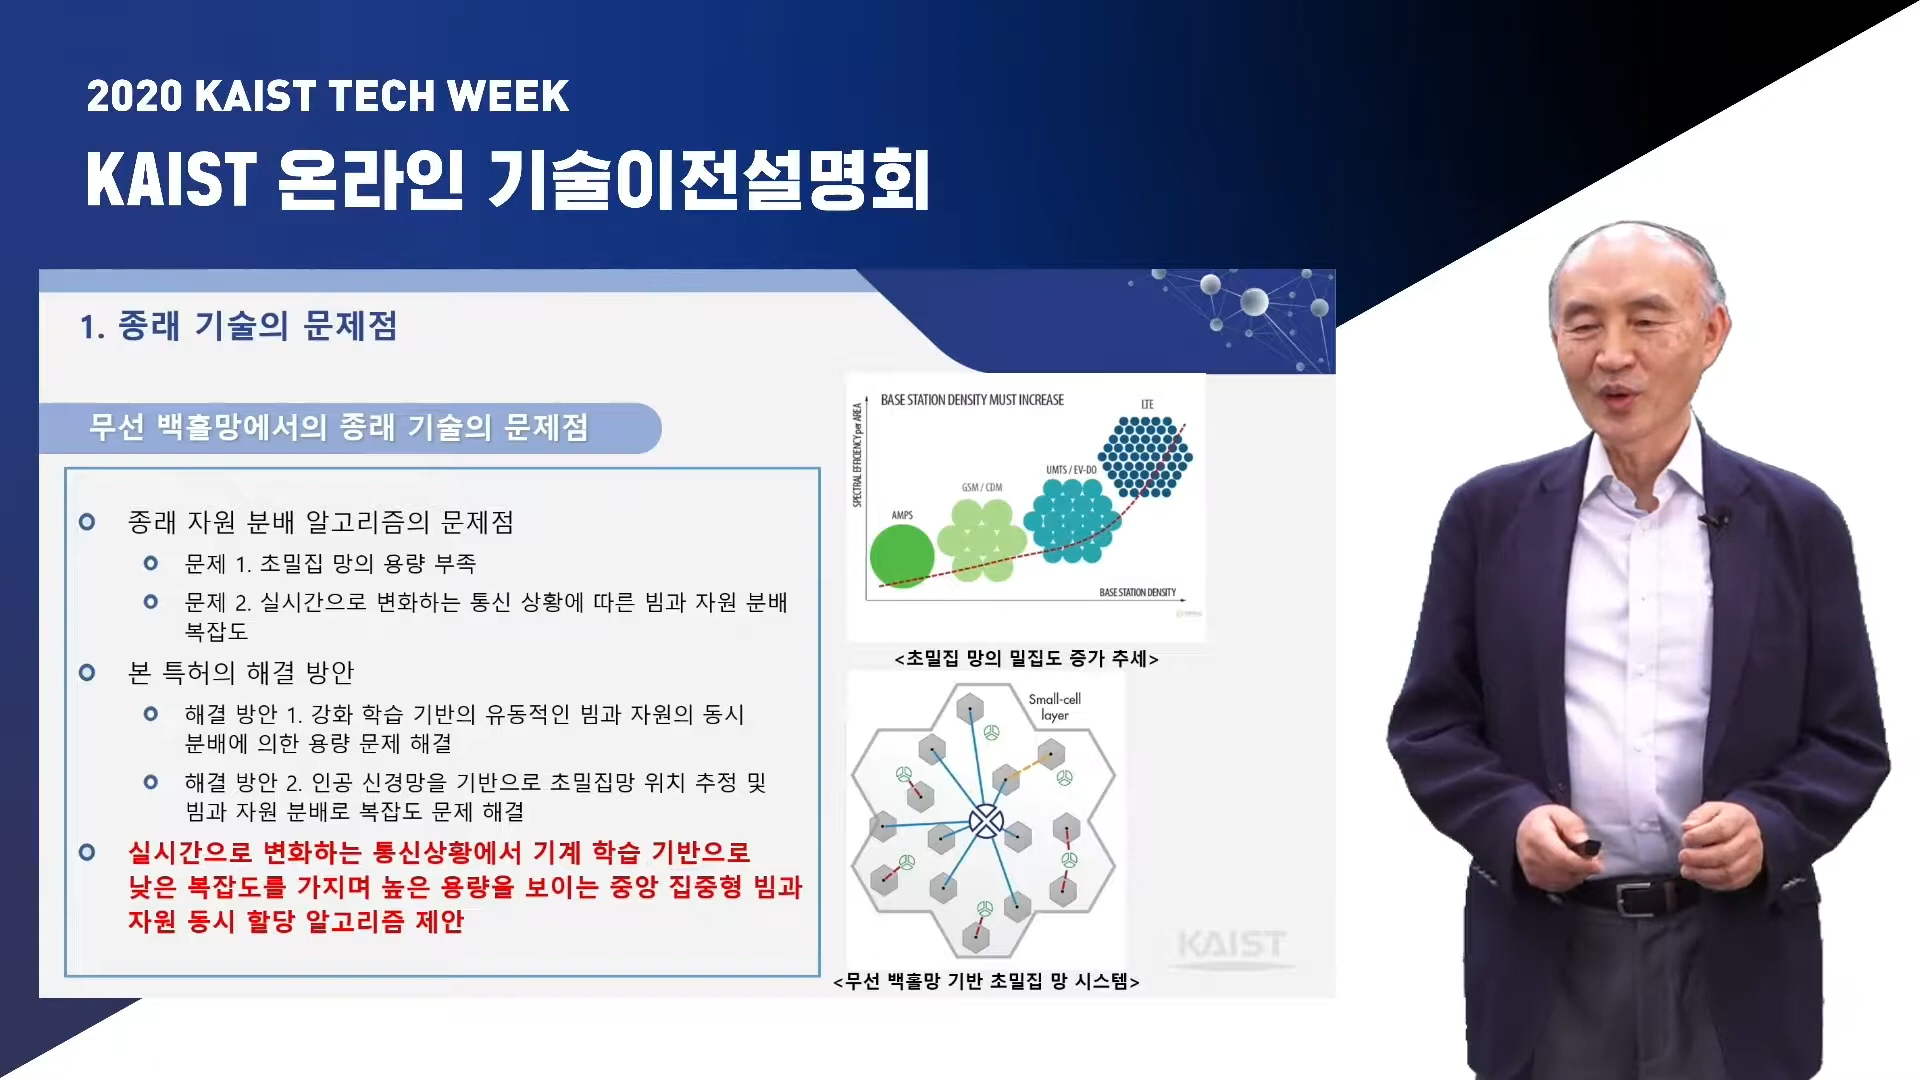 2020 KAIST TECH WEEK
KAIST 온라인 기술이전설명회
1. 종래 기술의 문제점
무선 백홀망에서의 종래 기술의 문제점
종래 자원 분배 알고리즘의 문제점
문제 1. 초밀집 망의 용량 부족
문제 2. 실시간으로 변화하는 통신 상황에 따른 빔과 자원 분배
복잡도
본 특허의 해결 방안
해결 방안 1. 강화 학습 기반의 유동적인 빔과 자원의 동시
분배에 의한 용량 문제 해결
해결 방안 2. 인공 신경망을 기반으로 초밀집망 위치 추정 및
빔과 자원 분배로 복잡도 문제 해결
실시간으로 변화하는 통신상황에서 기계 학습 기반으로
낮은 복잡도를 가지며 높은 용량을 보이는 중앙 집중형 빔과
자원 동시 할당 알고리즘 제안
BASE STATION DENSITY MUST INCREASE
SPECTRAL EFFICIENCY per AREA
LTE
UMTS / EV-DO
GSM / CDM
AMPS
BASE STATION DENSITY
<초밀집 망의 밀집도 증가 추세>
Small-cell
layer
<무선 백홀망 기반 초밀집 망 시스템>
KAIST